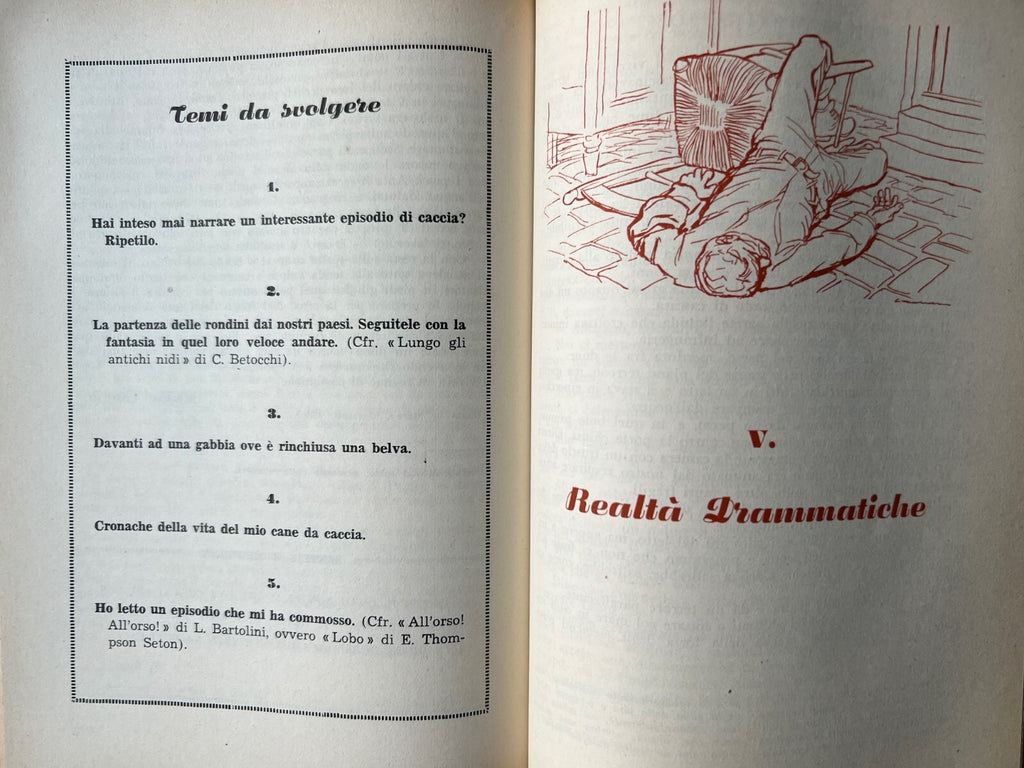 Temi da svolgere
1.
Hai inteso mai narrare un interessante episodio di caccia?
Ripetilo.
2.
La partenza delle rondini dai nostri paesi. Seguitele con la
fantasia in quel loro veloce andare. (Cfr. « Lungo gli
antichi nidi » di C. Betocchi).
3.
Davanti ad una gabbia ove è rinchiusa una belva.
4.
Cronache della vita del mio cane da caccia.
5.
Ho letto un episodio che mi ha commosso. (Cfr. « All'orso!
All'orso! » di L. Bartolini, ovvero « Lobo » di E. Thom-
pson Seton).
V.
Realtà Drammatiche